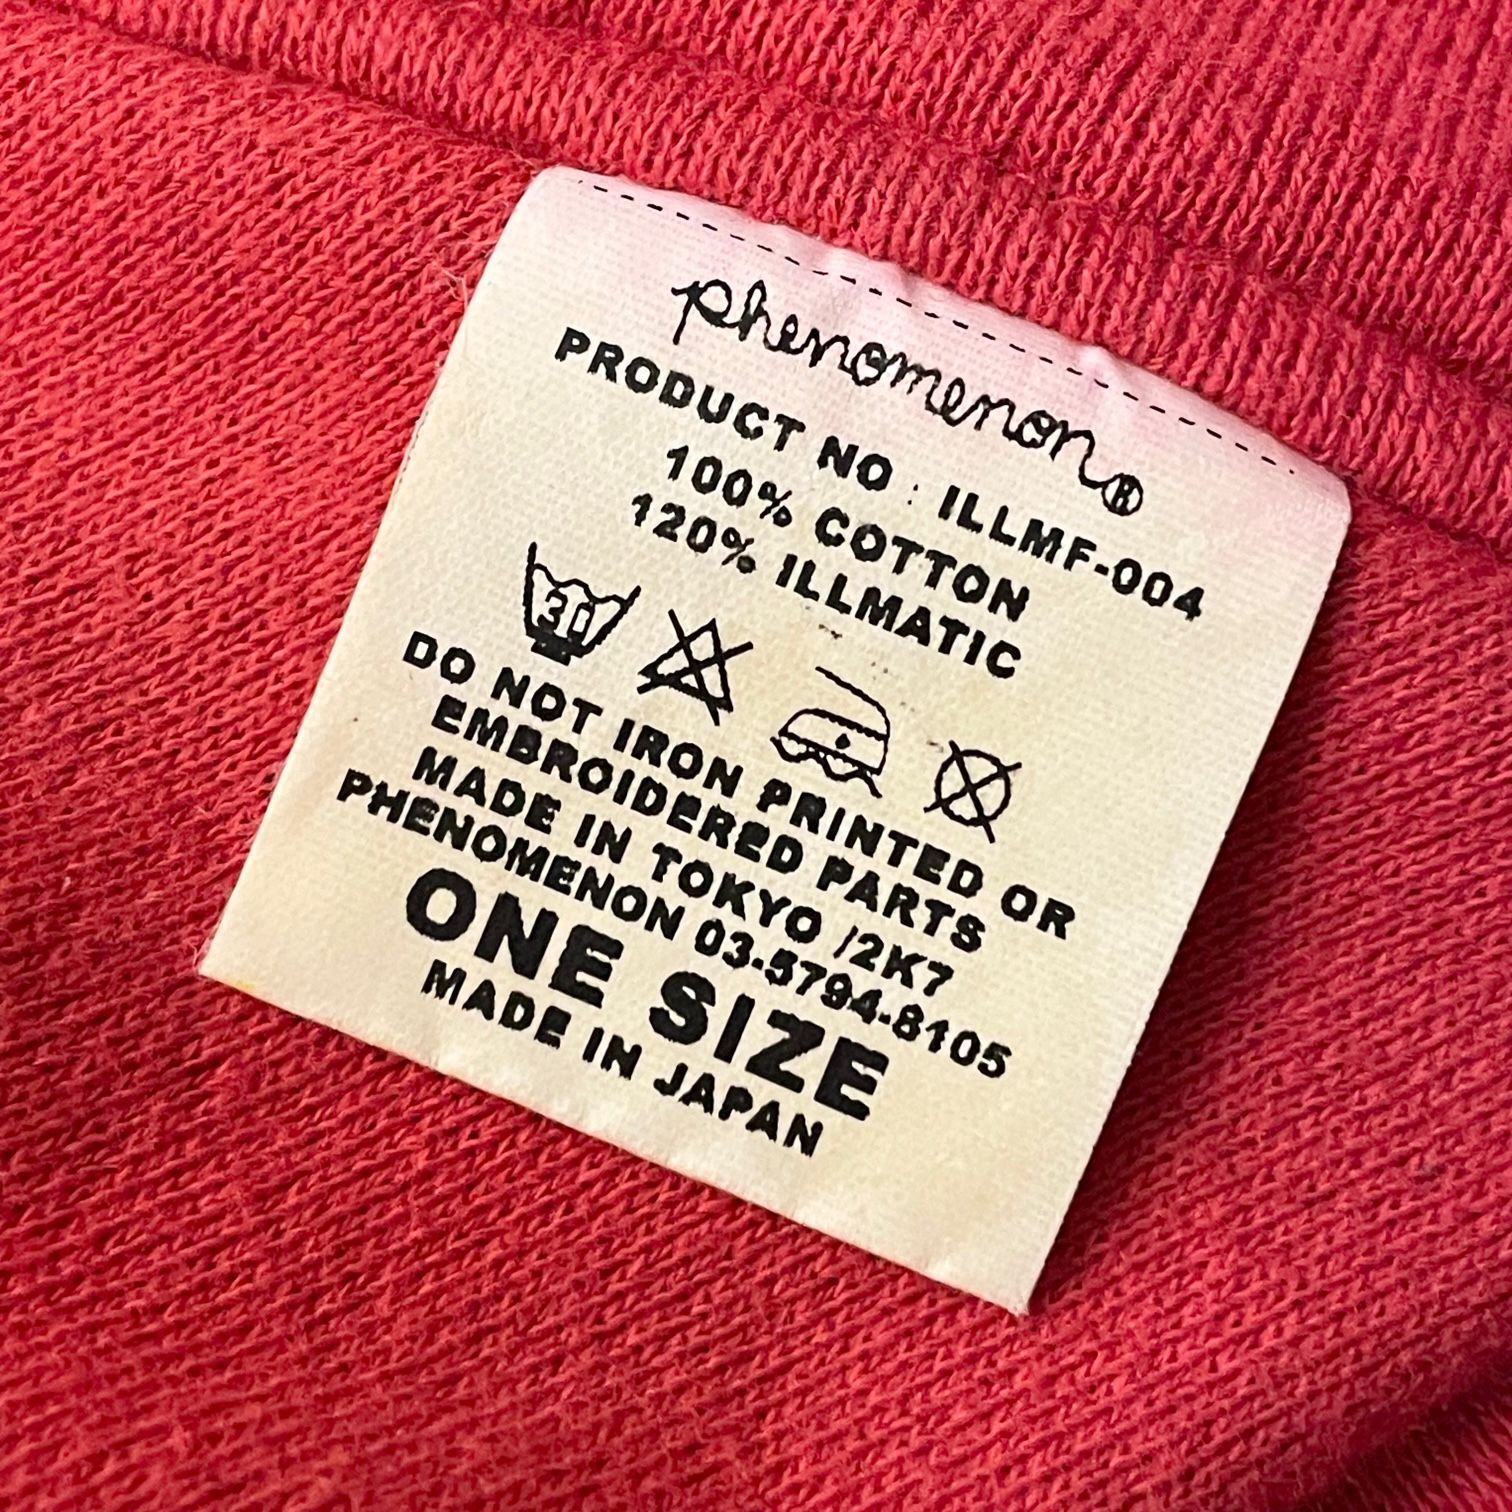 phenomenon®
PRODUCT NO : ILLMF-004
100% COTTON
120% ILLMATIC
30
DO NOT IRON PRINTED OR
EMBROIDERED PARTS
MADE IN TOKYO /2K7
PHENOMENON 03-5794-8105
ONE SIZE
MADE IN JAPAN